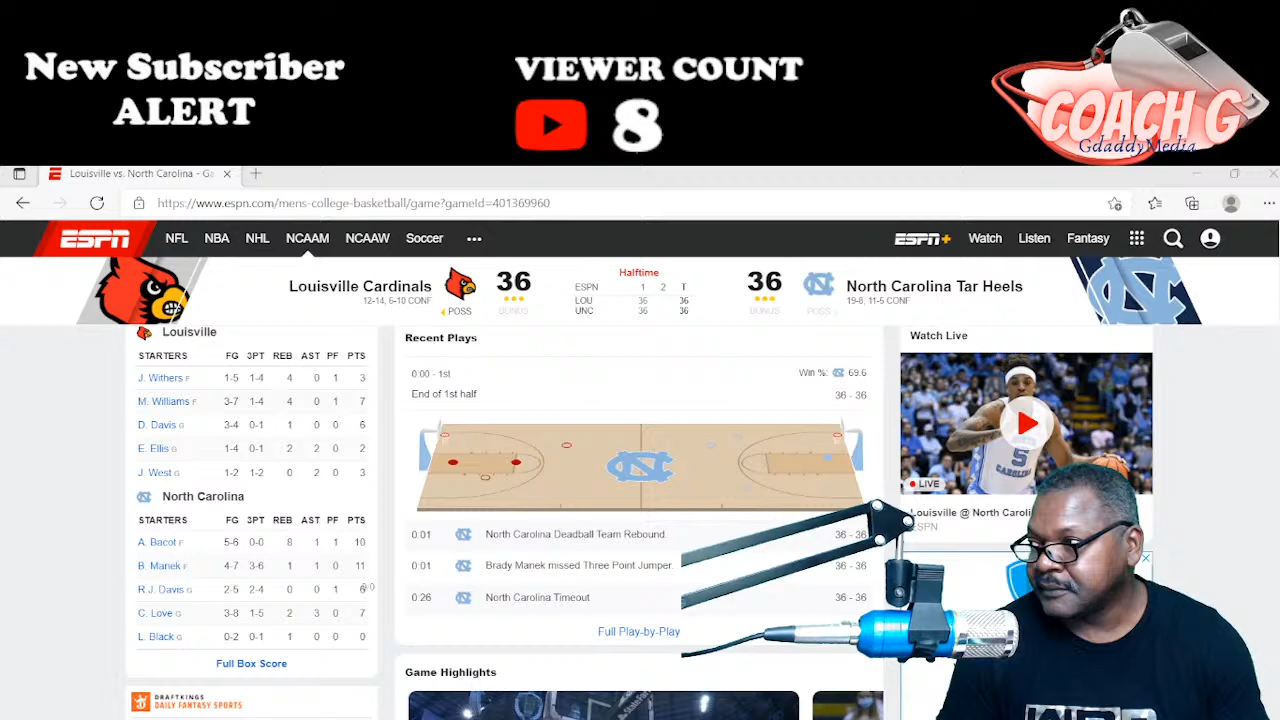 New Subscriber
ALERT
VIEWER COUNT
8
COACH G
GdaddyMedia
Louisville vs. North Carolina - Ga
https://www.espn.com/mens-college-basketball/game?gameId=401369960
ESPN NFL NBA NHL NCAAM NCAAW Soccer ... ESPN+ Watch Listen Fantasy
Louisville Cardinals
12-14, 6-10 CONF
POSS
36
BONUS
Halftime
ESPN 1 2 T
LOU 36 36
UNC 36 36
36
BONUS
POSS
North Carolina Tar Heels
19-8, 11-5 CONF
Louisville
STARTERS FG 3PT REB AST PF PTS
J. Withers F 1-5 1-4 4 0 1 3
M. Williams F 3-7 1-4 4 0 1 7
D. Davis G 3-4 0-1 1 0 0 6
E. Ellis G 1-4 0-1 2 2 0 2
J. West G 1-2 1-2 0 2 0 3
North Carolina
STARTERS FG 3PT REB AST PF PTS
A. Bacot F 5-6 0-0 8 1 1 10
B. Manek F 4-7 3-6 1 1 0 11
R.J. Davis G 2-5 2-4 0 0 1 6
C. Love G 3-8 1-5 2 3 0 7
L. Black G 0-2 0-1 1 0 0 0
Full Box Score
DRAFTKINGS
DAILY FANTASY SPORTS
Recent Plays
0:00 - 1st
Win % 69.6
End of 1st half
36 - 36
0:01 North Carolina Deadball Team Rebound. 36 - 36
0:01 Brady Manek missed Three Point Jumper. 36 - 36
0:26 North Carolina Timeout 36 - 36
Full Play-by-Play
Game Highlights
Watch Live
NORTH
5
CAROLINA
LIVE
Louisville @ North Caroli
ESPN